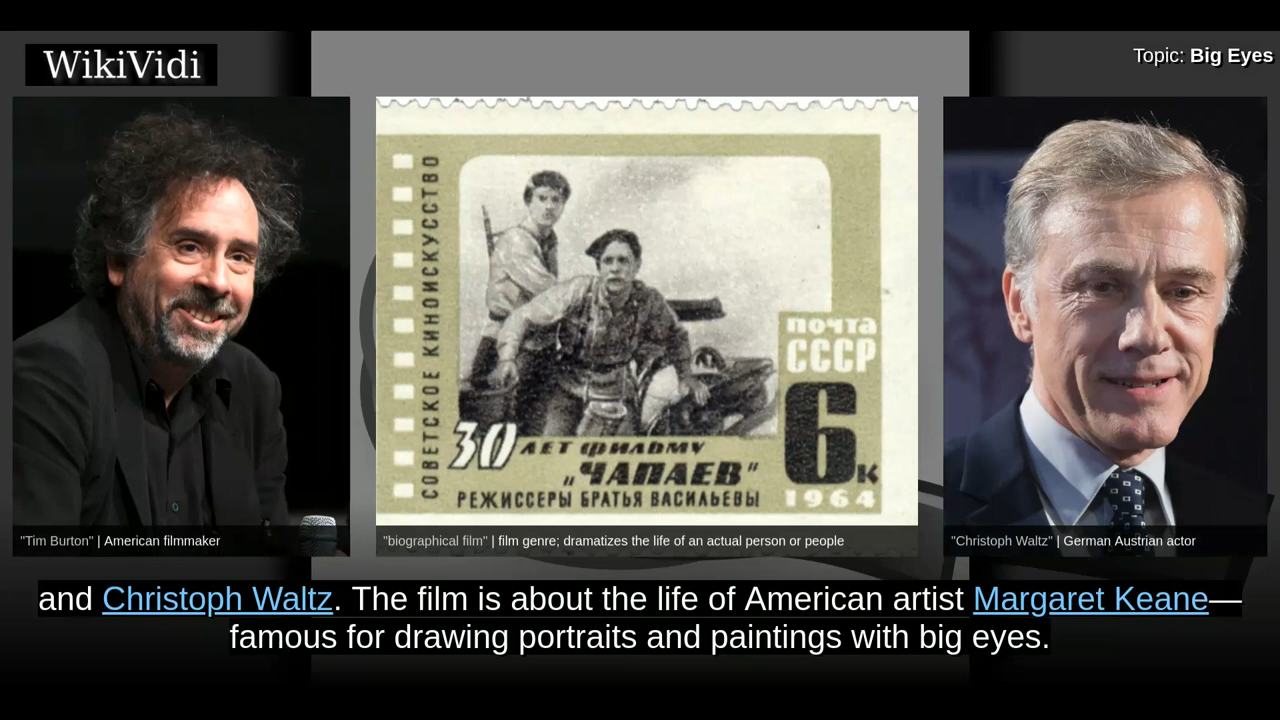 WikiVidi
Topic: Big Eyes
СОВЕТСКОЕ КИНОИСКУССТВО
почта
СССР
6к
1964
30 ЛЕТ ФИЛЬМУ
„ЧАПАЕВ“
РЕЖИССЕРЫ БРАТЬЯ ВАСИЛЬЕВЫ
"Tim Burton" | American filmmaker
"biographical film" | film genre; dramatizes the life of an actual person or people
"Christoph Waltz" | German Austrian actor
and Christoph Waltz. The film is about the life of American artist Margaret Keane—
famous for drawing portraits and paintings with big eyes.